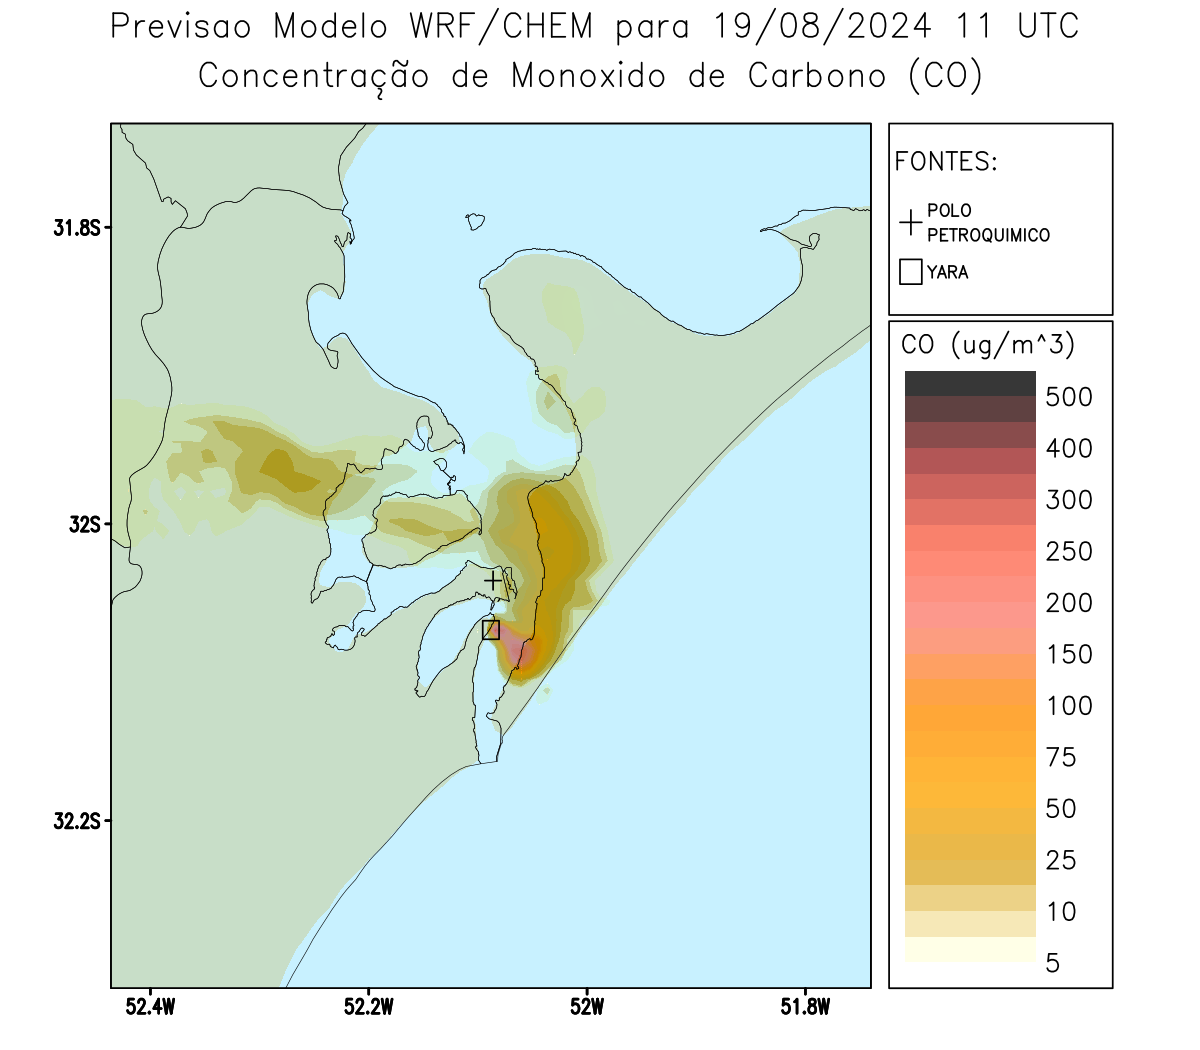 Previsao Modelo WRF/CHEM para 19/08/2024 11 UTC
Concentração de Monoxido de Carbono (CO)
FONTES:
POLO
PETROQUIMICO
YARA
CO (ug/m^3)
500
400
300
250
200
150
100
75
50
25
10
5
31.8S
32S
32.2S
52.4W
52.2W
52W
51.8W